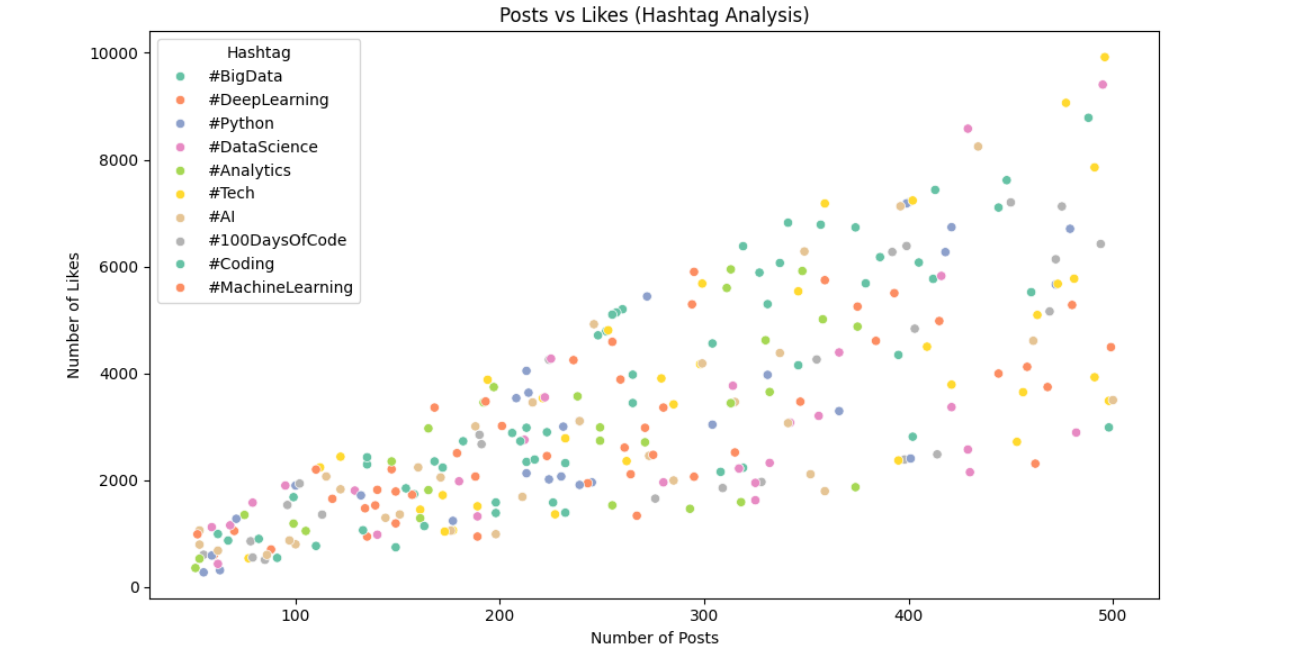 Posts vs Likes (Hashtag Analysis)
Number of Likes
10000
8000
6000
4000
2000
0
Hashtag
#BigData
#DeepLearning
#Python
#DataScience
#Analytics
#Tech
#AI
#100DaysOfCode
#Coding
#MachineLearning
100
200
300
400
500
Number of Posts